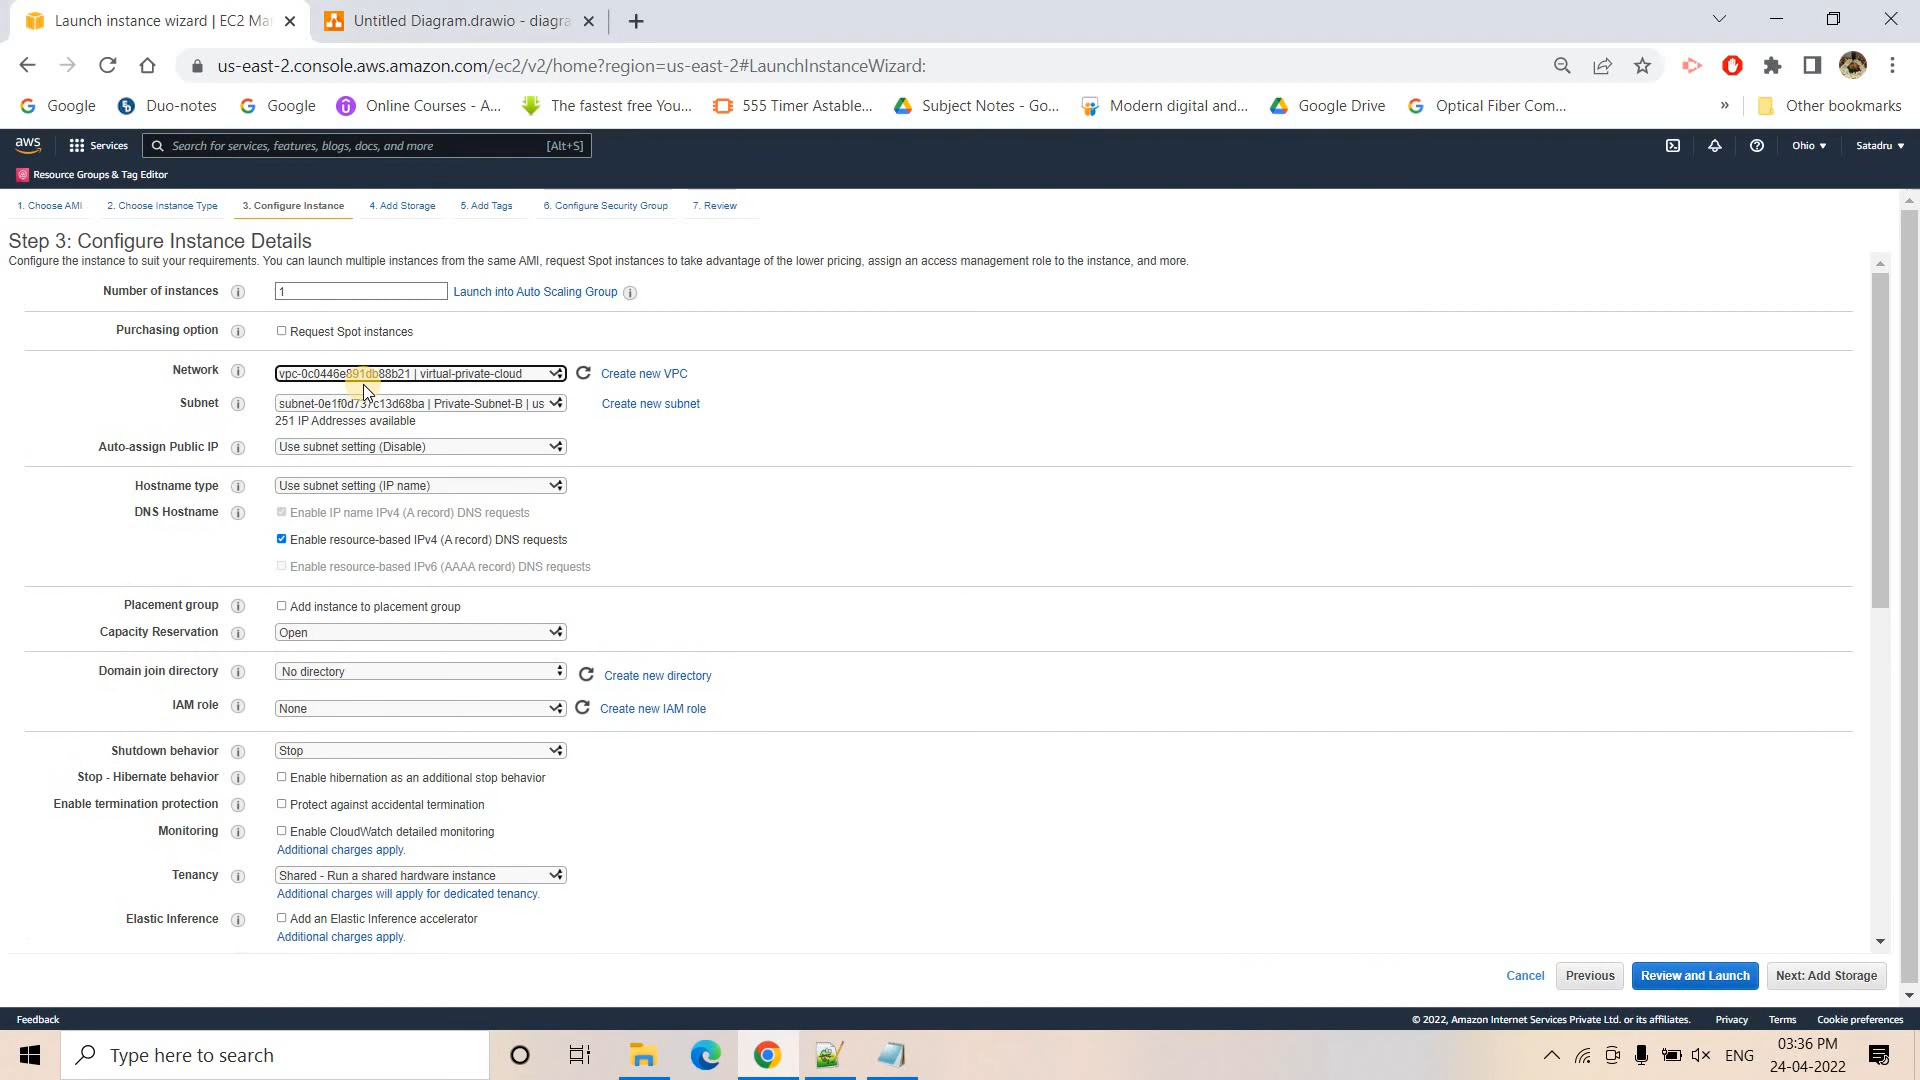 Launch instance wizard | EC2 Ma
Untitled Diagram.drawio - diagra
us-east-2.console.aws.amazon.com/ec2/v2/home?region=us-east-2#LaunchInstanceWizard:
Google
Duo-notes
Google
Online Courses - A...
The fastest free You...
555 Timer Astable...
Subject Notes - Go...
Modern digital and...
Google Drive
Optical Fiber Com...
»
Other bookmarks
aws
Services
Search for services, features, blogs, docs, and more
[Alt+S]
Ohio
Satadru
Resource Groups & Tag Editor
1. Choose AMI
2. Choose Instance Type
3. Configure Instance
4. Add Storage
5. Add Tags
6. Configure Security Group
7. Review
Step 3: Configure Instance Details
Configure the instance to suit your requirements. You can launch multiple instances from the same AMI, request Spot instances to take advantage of the lower pricing, assign an access management role to the instance, and more.
Number of instances
1
Launch into Auto Scaling Group
Purchasing option
Request Spot instances
Network
vpc-0c0446e891db88b21 | virtual-private-cloud
Create new VPC
Subnet
subnet-0e1f0d737c13d68ba | Private-Subnet-B | us
Create new subnet
251 IP Addresses available
Auto-assign Public IP
Use subnet setting (Disable)
Hostname type
Use subnet setting (IP name)
DNS Hostname
Enable IP name IPv4 (A record) DNS requests
Enable resource-based IPv4 (A record) DNS requests
Enable resource-based IPv6 (AAAA record) DNS requests
Placement group
Add instance to placement group
Capacity Reservation
Open
Domain join directory
No directory
Create new directory
IAM role
None
Create new IAM role
Shutdown behavior
Stop
Stop - Hibernate behavior
Enable hibernation as an additional stop behavior
Enable termination protection
Protect against accidental termination
Monitoring
Enable CloudWatch detailed monitoring
Additional charges apply.
Tenancy
Shared - Run a shared hardware instance
Additional charges will apply for dedicated tenancy.
Elastic Inference
Add an Elastic Inference accelerator
Additional charges apply.
Cancel
Previous
Review and Launch
Next: Add Storage
Feedback
© 2022, Amazon Internet Services Private Ltd. or its affiliates.
Privacy
Terms
Cookie preferences
Type here to search
ENG
03:36 PM
24-04-2022